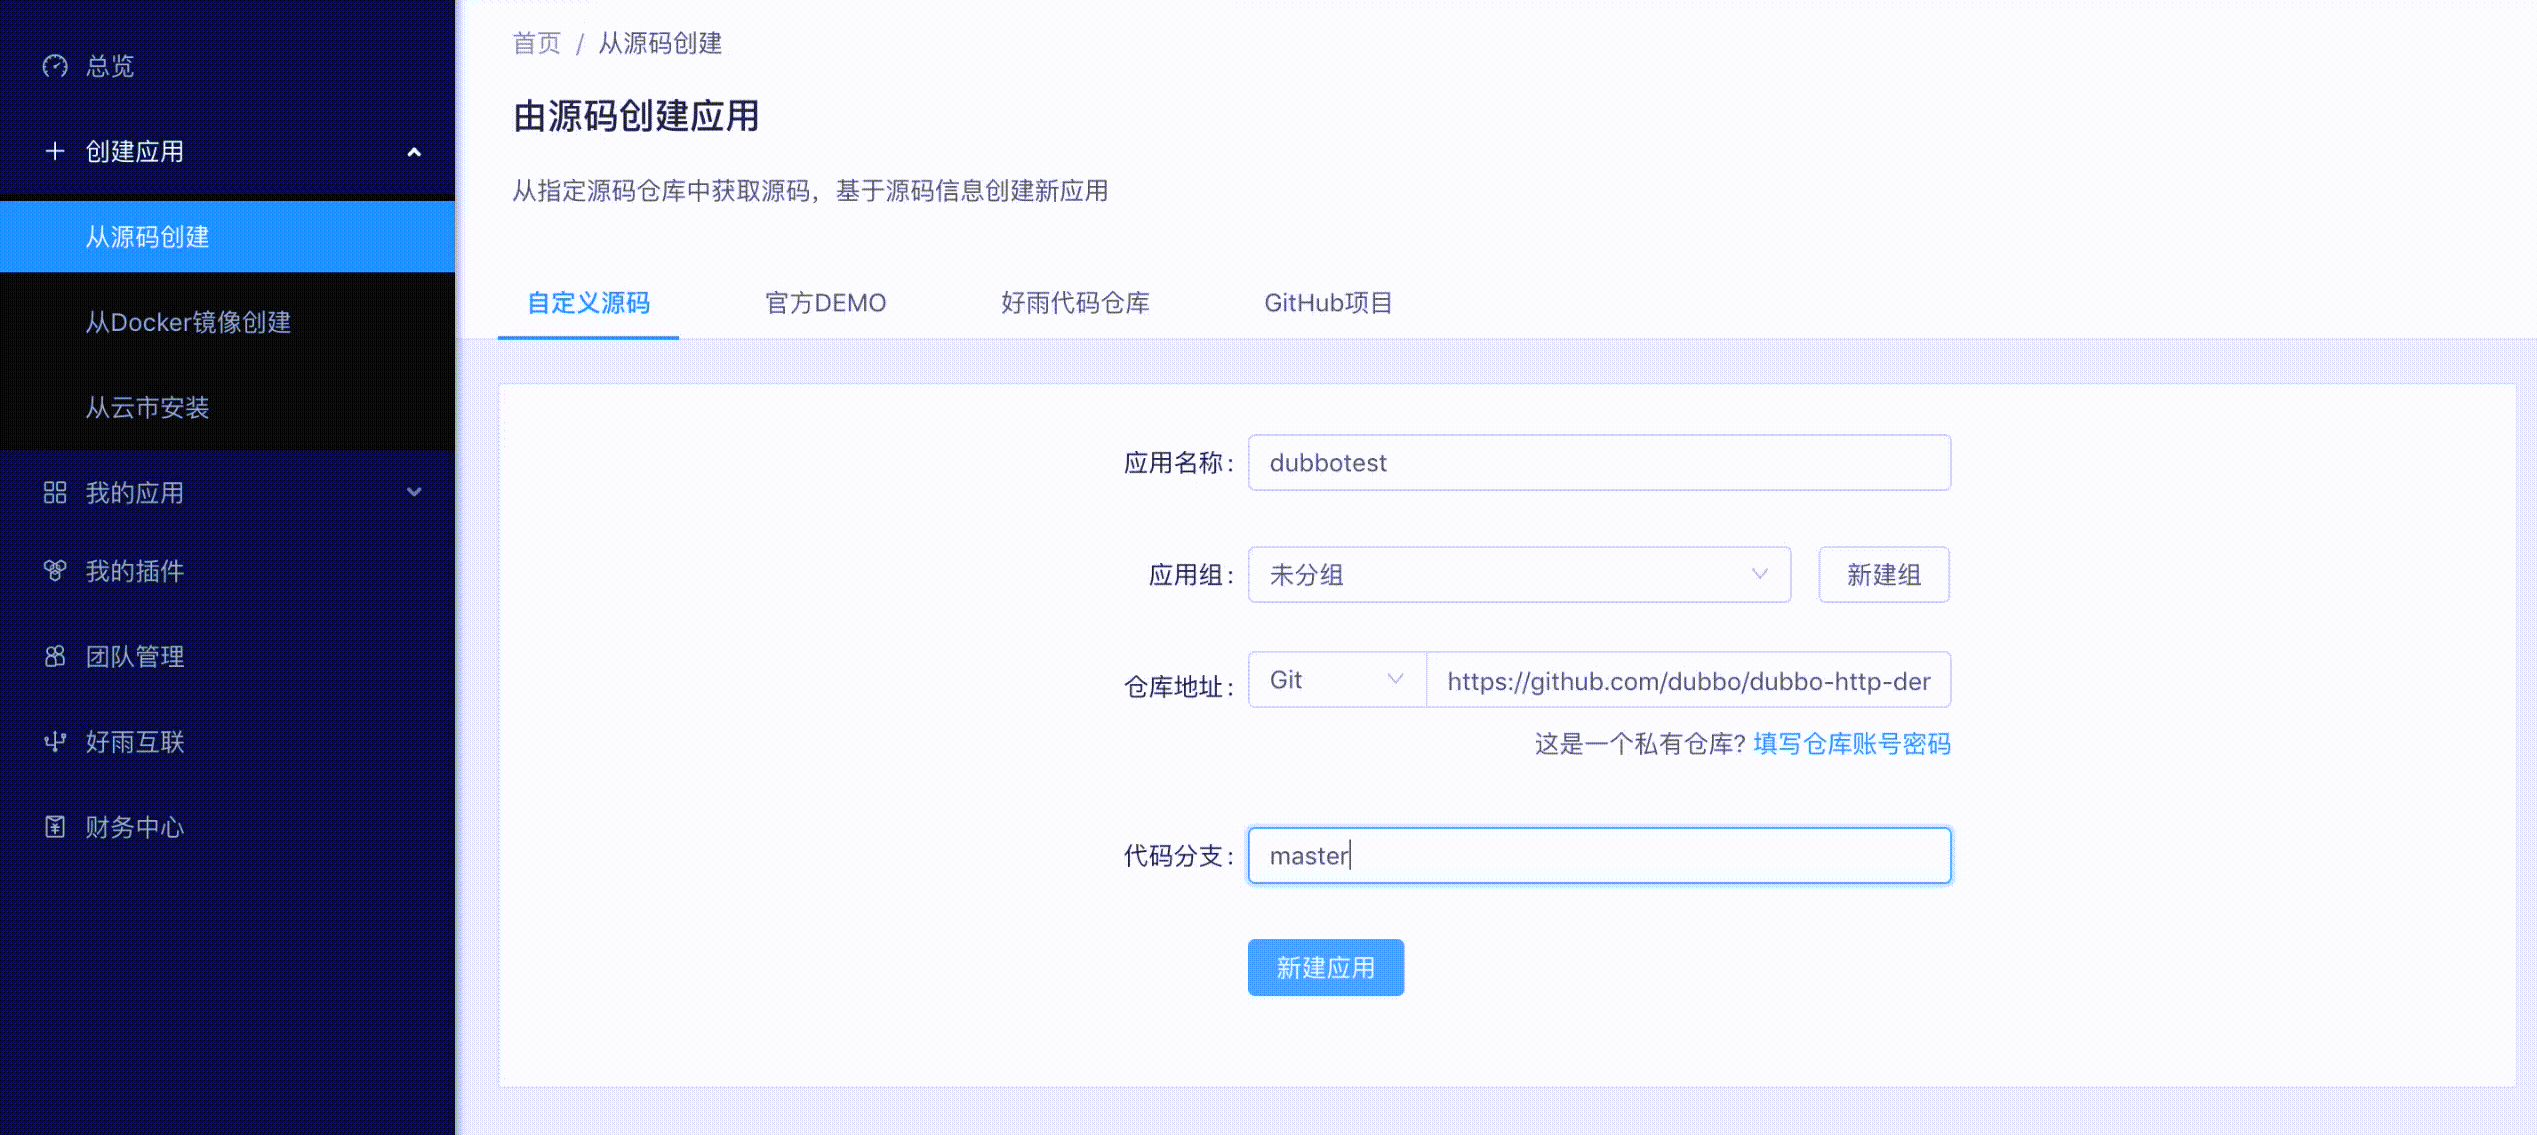 总览
创建应用
从源码创建
从Docker镜像创建
从云市安装
我的应用
我的插件
团队管理
好雨互联
财务中心
首页 / 从源码创建
由源码创建应用
从指定源码仓库中获取源码，基于源码信息创建新应用
自定义源码 官方DEMO 好雨代码仓库 GitHub项目
应用名称: dubbotest
应用组: 未分组 新建组
仓库地址: Git https://github.com/dubbo/dubbo-http-der
这是一个私有仓库? 填写仓库账号密码
代码分支: master
新建应用